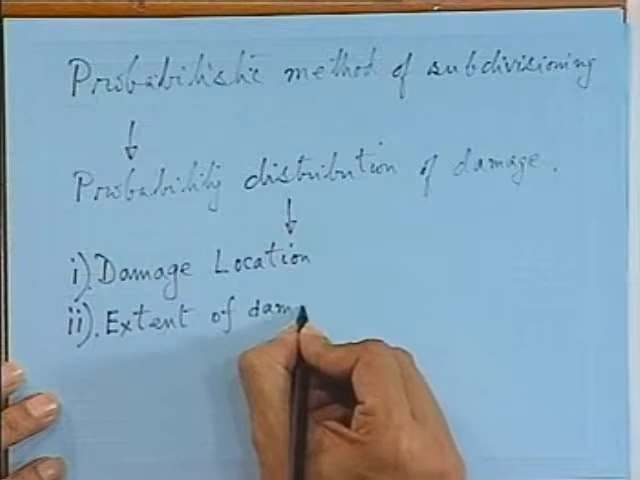 Probabilistic method of subdivisioning
↓
Probability distribution of damage.
↓
i). Damage Location
ii). Extent of dam